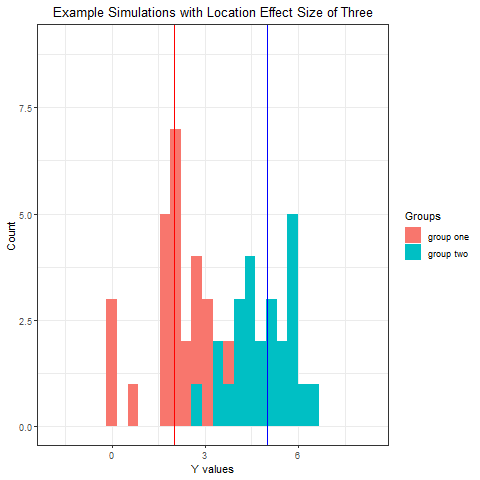 Example Simulations with Location Effect Size of Three
7.5
5.0
2.5
0.0
Count
0 3 6
Y values
Groups
group one
group two